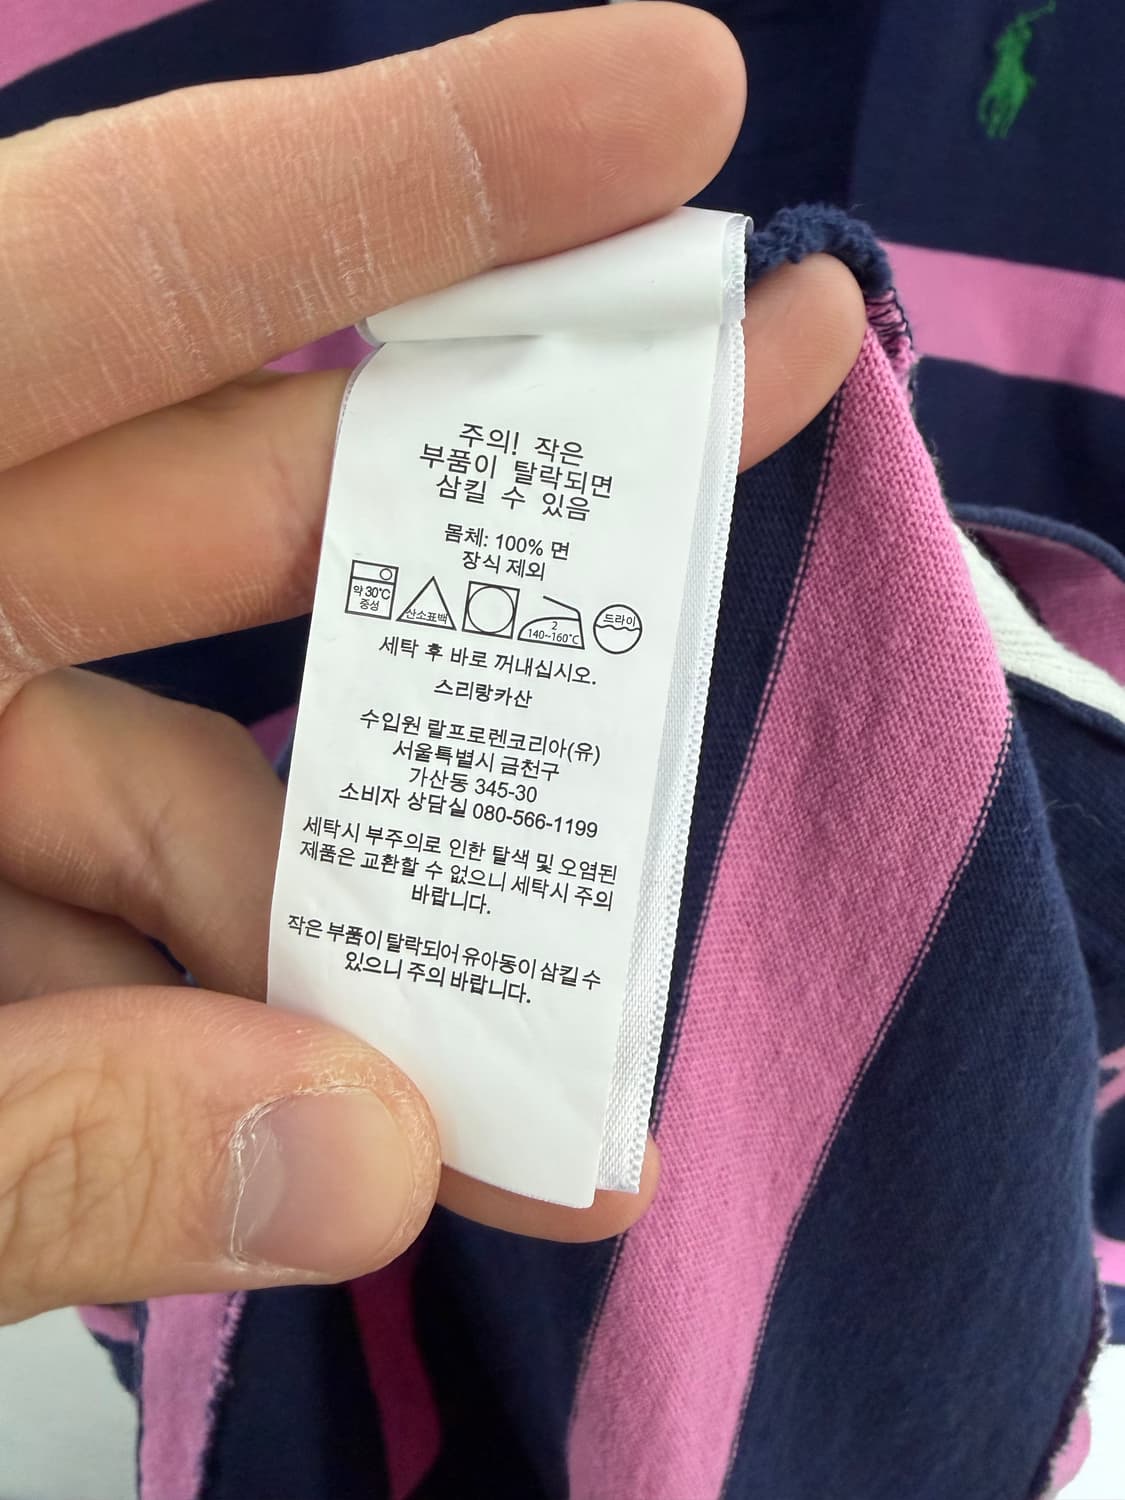 주의! 작은
부품이 탈락되면
삼킬 수 있음
몸체: 100% 면
장식 제외
약 30℃
중성
산소표백
2
140~160℃
드라이
세탁 후 바로 꺼내십시오.
스리랑카산
수입원 랄프로렌코리아(유)
서울특별시 금천구
가산동 345-30
소비자 상담실 080-566-1199
세탁시 부주의로 인한 탈색 및 오염된
제품은 교환할 수 없으니 세탁시 주의
바랍니다.
작은 부품이 탈락되어 유아동이 삼킬 수
있으니 주의 바랍니다.